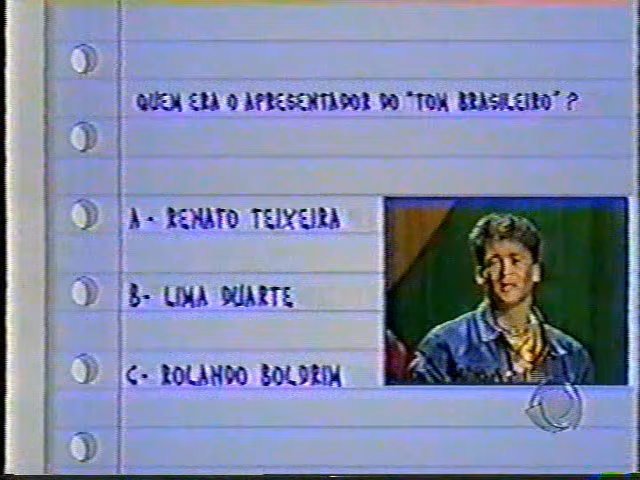 QUEM ERA O APRESENTADOR DO "TOM BRASILEIRO"?
A - RENATO TEIXEIRA
B- LIMA DUARTE
C- ROLANDO BOLDRIM